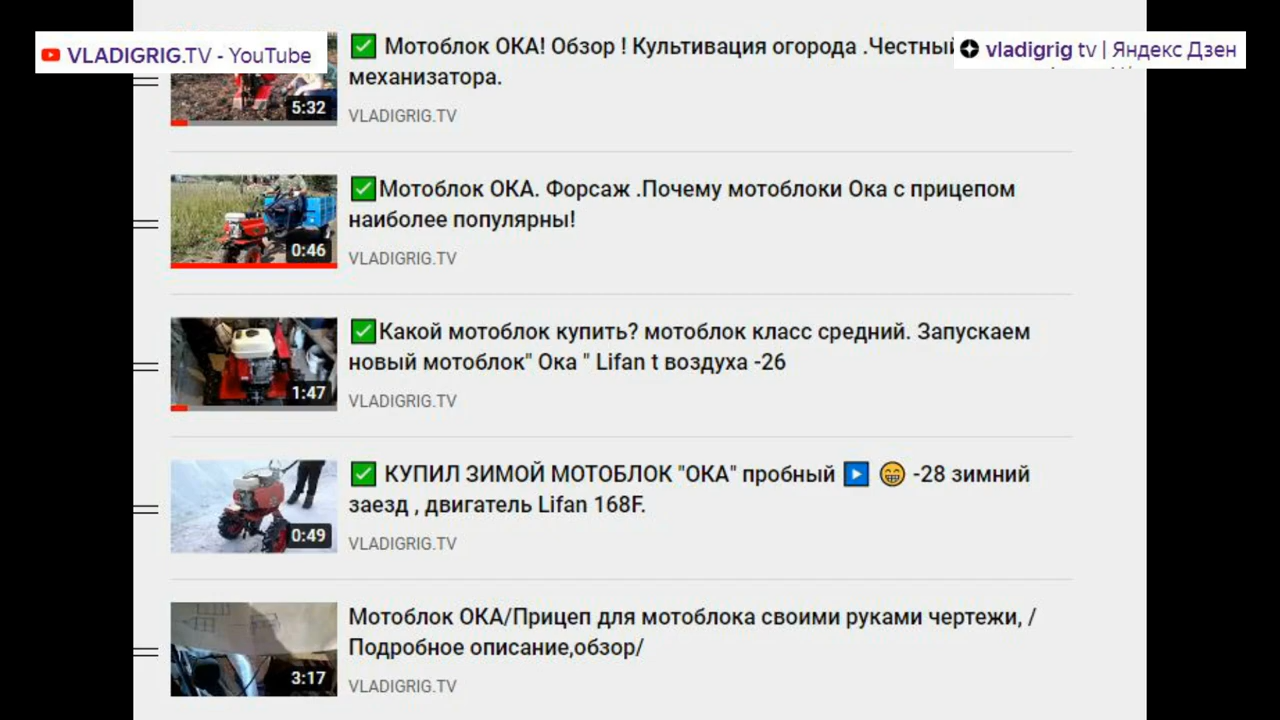 VLADIGRIG.TV - YouTube
vladigrig tv | Яндекс Дзен
✅ Мотоблок ОКА! Обзор ! Культивация огорода .Честный
механизатора.
5:32
VLADIGRIG.TV
✅Мотоблок ОКА. Форсаж .Почему мотоблоки Ока с прицепом
наиболее популярны!
0:46
VLADIGRIG.TV
✅Какой мотоблок купить? мотоблок класс средний. Запускаем
новый мотоблок" Ока " Lifan t воздуха -26
1:47
VLADIGRIG.TV
✅ КУПИЛ ЗИМОЙ МОТОБЛОК "ОКА" пробный ▶️ 😁 -28 зимний
заезд , двигатель Lifan 168F.
0:49
VLADIGRIG.TV
Мотоблок ОКА/Прицеп для мотоблока своими руками чертежи, /
Подробное описание,обзор/
3:17
VLADIGRIG.TV